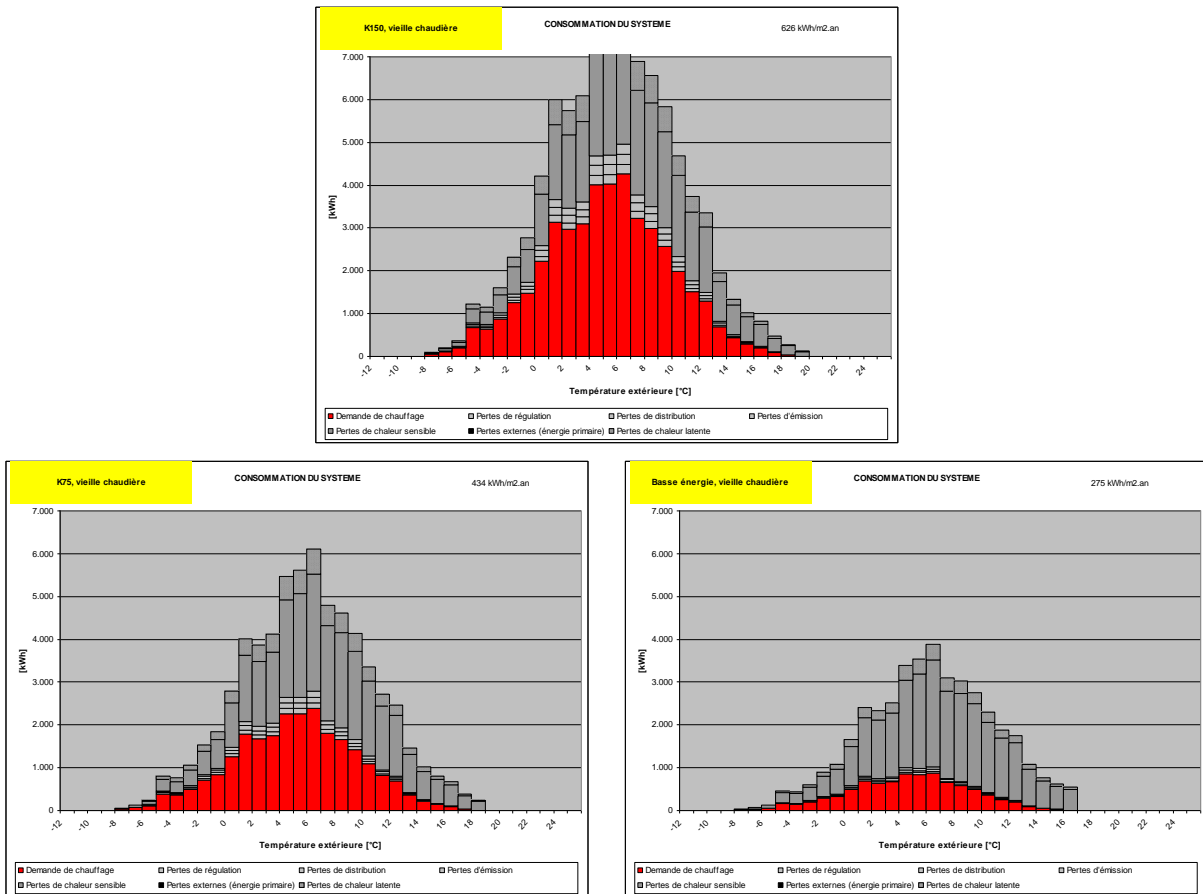 K150, vieille chaudière
CONSOMMATION DU SYSTEME
626 kWh/m2.an
7.000
6.000
5.000
4.000
3.000
2.000
1.000
0
[kWh]
-12 -10 -8 -6 -4 -2 0 2 4 6 8 10 12 14 16 18 20 22 24
Température extérieure [°C]
Demande de chauffage Pertes de régulation Pertes de distribution Pertes d'émission
Pertes de chaleur sensible Pertes externes (énergie primaire) Pertes de chaleur latente
K75, vieille chaudière
CONSOMMATION DU SYSTEME
434 kWh/m2.an
7.000
6.000
5.000
4.000
3.000
2.000
1.000
0
[kWh]
-12 -10 -8 -6 -4 -2 0 2 4 6 8 10 12 14 16 18 20 22 24
Température extérieure [°C]
Demande de chauffage Pertes de régulation Pertes de distribution Pertes d'émission
Pertes de chaleur sensible Pertes externes (énergie primaire) Pertes de chaleur latente
Basse énergie, vieille chaudière
CONSOMMATION DU SYSTEME
275 kWh/m2.an
7.000
6.000
5.000
4.000
3.000
2.000
1.000
0
[kWh]
-12 -10 -8 -6 -4 -2 0 2 4 6 8 10 12 14 16 18 20 22 24
Température extérieure [°C]
Demande de chauffage Pertes de régulation Pertes de distribution Pertes d'émission
Pertes de chaleur sensible Pertes externes (énergie primaire) Pertes de chaleur latente